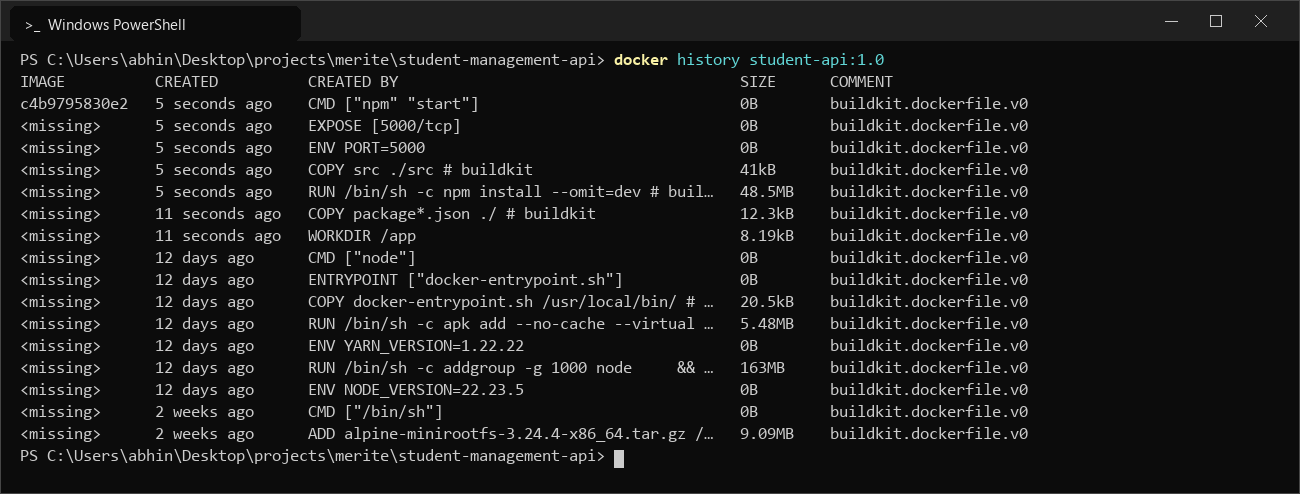 >_ Windows PowerShell
PS C:\Users\abhin\Desktop\projects\merite\student-management-api> docker history student-api:1.0
IMAGE CREATED CREATED BY SIZE COMMENT
c4b9795830e2 5 seconds ago CMD ["npm" "start"] 0B buildkit.dockerfile.v0
<missing> 5 seconds ago EXPOSE [5000/tcp] 0B buildkit.dockerfile.v0
<missing> 5 seconds ago ENV PORT=5000 0B buildkit.dockerfile.v0
<missing> 5 seconds ago COPY src ./src # buildkit 41kB buildkit.dockerfile.v0
<missing> 5 seconds ago RUN /bin/sh -c npm install --omit=dev # buil… 48.5MB buildkit.dockerfile.v0
<missing> 11 seconds ago COPY package*.json ./ # buildkit 12.3kB buildkit.dockerfile.v0
<missing> 11 seconds ago WORKDIR /app 8.19kB buildkit.dockerfile.v0
<missing> 12 days ago CMD ["node"] 0B buildkit.dockerfile.v0
<missing> 12 days ago ENTRYPOINT ["docker-entrypoint.sh"] 0B buildkit.dockerfile.v0
<missing> 12 days ago COPY docker-entrypoint.sh /usr/local/bin/ # … 20.5kB buildkit.dockerfile.v0
<missing> 12 days ago RUN /bin/sh -c apk add --no-cache --virtual … 5.48MB buildkit.dockerfile.v0
<missing> 12 days ago ENV YARN_VERSION=1.22.22 0B buildkit.dockerfile.v0
<missing> 12 days ago RUN /bin/sh -c addgroup -g 1000 node && … 163MB buildkit.dockerfile.v0
<missing> 12 days ago ENV NODE_VERSION=22.23.5 0B buildkit.dockerfile.v0
<missing> 2 weeks ago CMD ["/bin/sh"] 0B buildkit.dockerfile.v0
<missing> 2 weeks ago ADD alpine-minirootfs-3.24.4-x86_64.tar.gz /… 9.09MB buildkit.dockerfile.v0
PS C:\Users\abhin\Desktop\projects\merite\student-management-api>